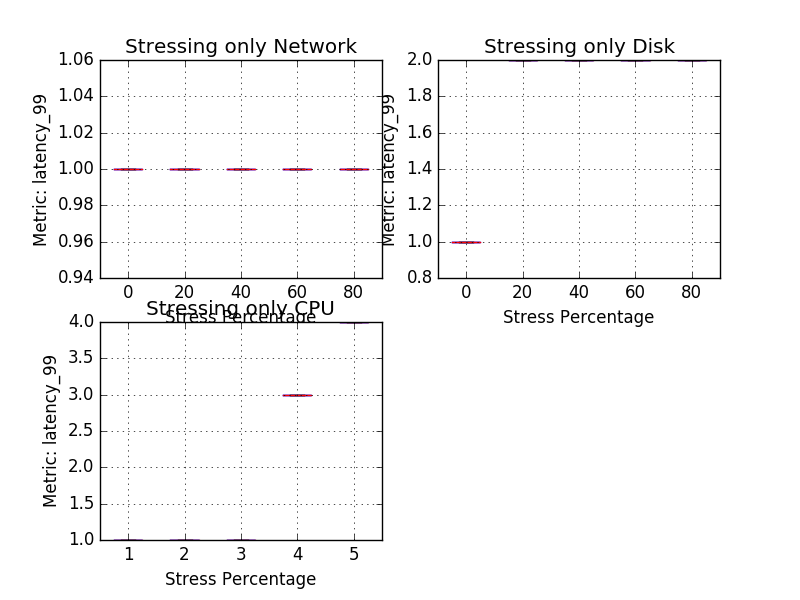 Stressing only Network
Metric: latency_99
1.06
1.04
1.02
1.00
0.98
0.96
0.94
0 20 40 60 80
Stress Percentage
Stressing only Disk
Metric: latency_99
2.0
1.8
1.6
1.4
1.2
1.0
0.8
0 20 40 60 80
Stress Percentage
Stressing only CPU
Metric: latency_99
4.0
3.5
3.0
2.5
2.0
1.5
1.0
1 2 3 4 5
Stress Percentage